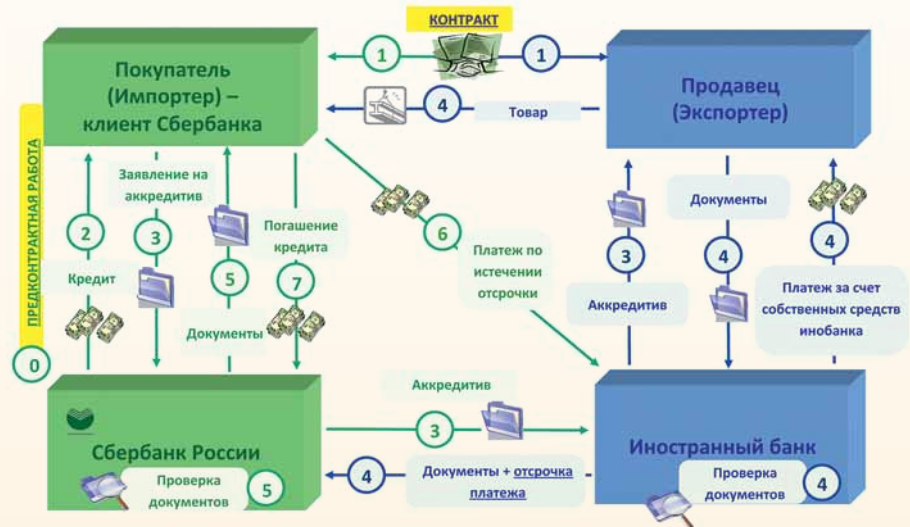 КОНТРАКТ
1
1
Покупатель
(Импортер) –
клиент Сбербанка
Продавец
(Экспортер)
4
Товар
ПРЕДКОНТРАКТНАЯ РАБОТА
0
Заявление на
аккредитив
2
3
Кредит
5
Документы
Погашение
кредита
7
6
Платеж по
истечении
отсрочки
3
Аккредитив
Документы
4
4
Платеж за счет
собственных средств
инобанка
Аккредитив
3
Сбербанк России
Проверка
документов
5
4
Документы + отсрочка
платежа
Иностранный банк
Проверка
документов
4